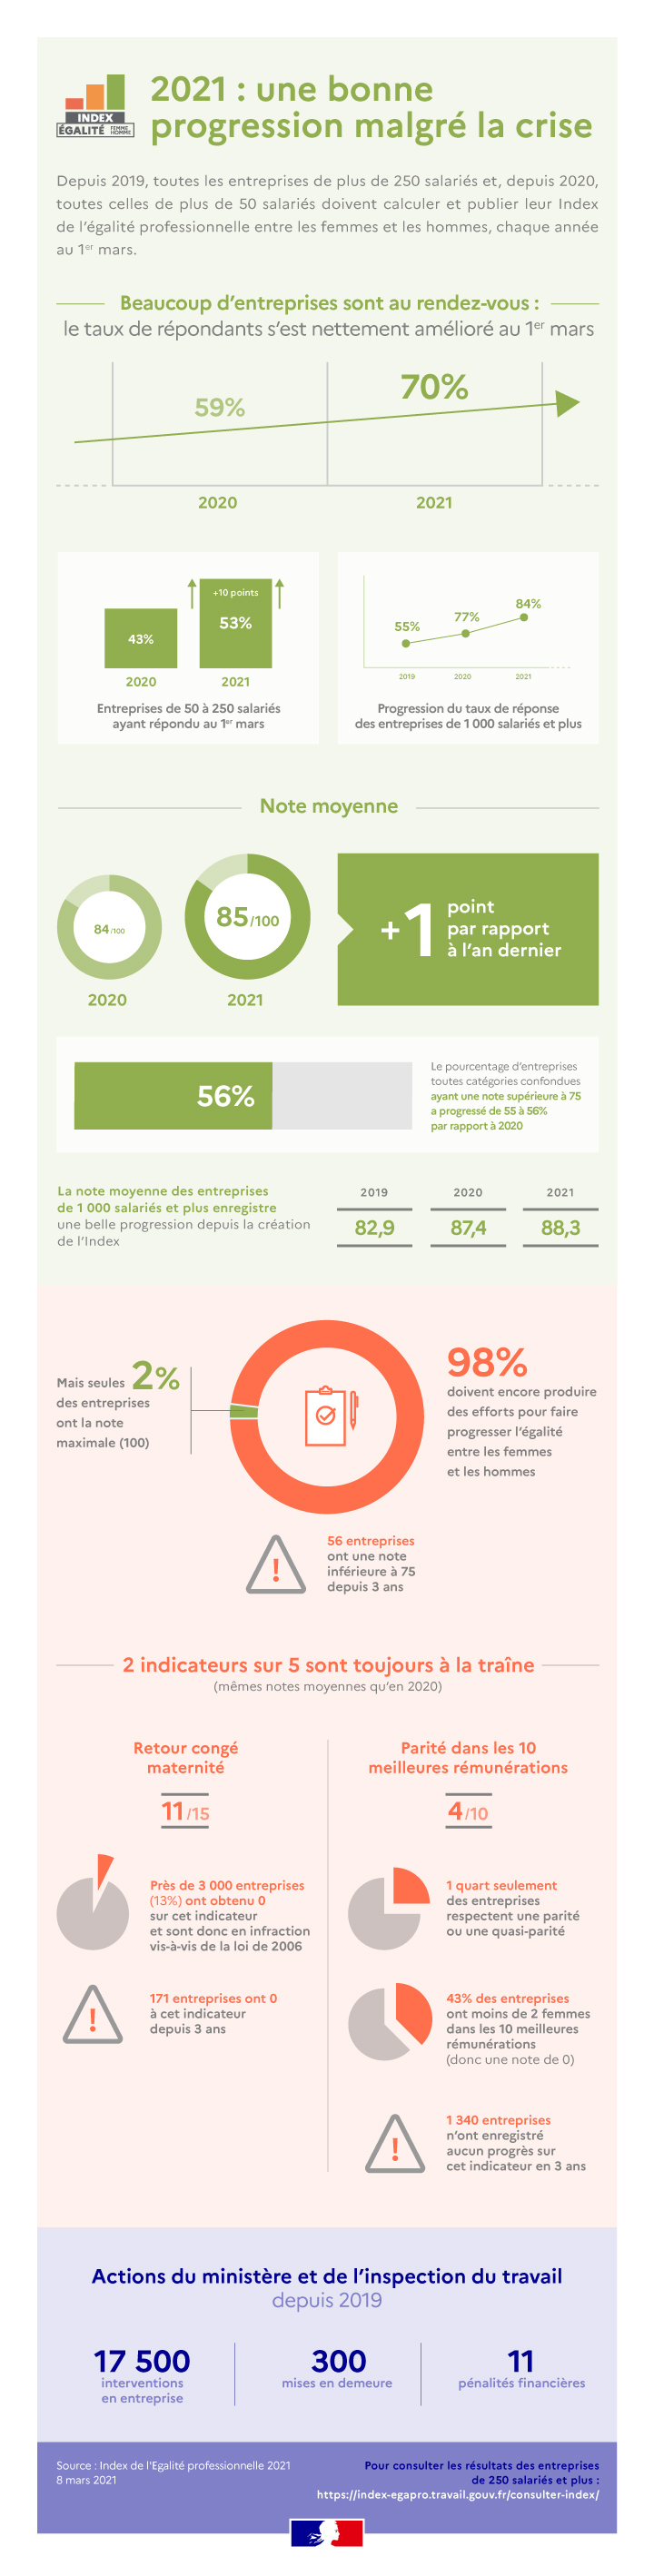 INDEX
ÉGALITÉ FEMME HOMME
2021 : une bonne
progression malgré la crise
Depuis 2019, toutes les entreprises de plus de 250 salariés et, depuis 2020,
toutes celles de plus de 50 salariés doivent calculer et publier leur Index
de l'égalité professionnelle entre les femmes et les hommes, chaque année
au 1er mars.
Beaucoup d'entreprises sont au rendez-vous :
le taux de répondants s'est nettement amélioré au 1er mars
59%
70%
2020
2021
43%
+10 points
53%
2020
2021
Entreprises de 50 à 250 salariés
ayant répondu au 1er mars
55%
77%
84%
2019
2020
2021
Progression du taux de réponse
des entreprises de 1 000 salariés et plus
Note moyenne
84/100
2020
85/100
2021
+1 point
par rapport
à l'an dernier
56%
Le pourcentage d'entreprises
toutes catégories confondues
ayant une note supérieure à 75
a progressé de 55 à 56%
par rapport à 2020
La note moyenne des entreprises
de 1 000 salariés et plus enregistre
une belle progression depuis la création
de l'Index
2019
2020
2021
82,9
87,4
88,3
Mais seules 2%
des entreprises
ont la note
maximale (100)
98%
doivent encore produire
des efforts pour faire
progresser l'égalité
entre les femmes
et les hommes
!
56 entreprises
ont une note
inférieure à 75
depuis 3 ans
2 indicateurs sur 5 sont toujours à la traîne
(mêmes notes moyennes qu'en 2020)
Retour congé
maternité
11/15
Près de 3 000 entreprises
(13%) ont obtenu 0
sur cet indicateur
et sont donc en infraction
vis-à-vis de la loi de 2006
!
171 entreprises ont 0
à cet indicateur
depuis 3 ans
Parité dans les 10
meilleures rémunérations
4/10
1 quart seulement
des entreprises
respectent une parité
ou une quasi-parité
43% des entreprises
ont moins de 2 femmes
dans les 10 meilleures
rémunérations
(donc une note de 0)
!
1 340 entreprises
n'ont enregistré
aucun progrès sur
cet indicateur en 3 ans
Actions du ministère et de l'inspection du travail
depuis 2019
17 500
interventions
en entreprise
300
mises en demeure
11
pénalités financières
Source : Index de l'Egalité professionnelle 2021
8 mars 2021
Pour consulter les résultats des entreprises
de 250 salariés et plus :
https://index-egapro.travail.gouv.fr/consulter-index/